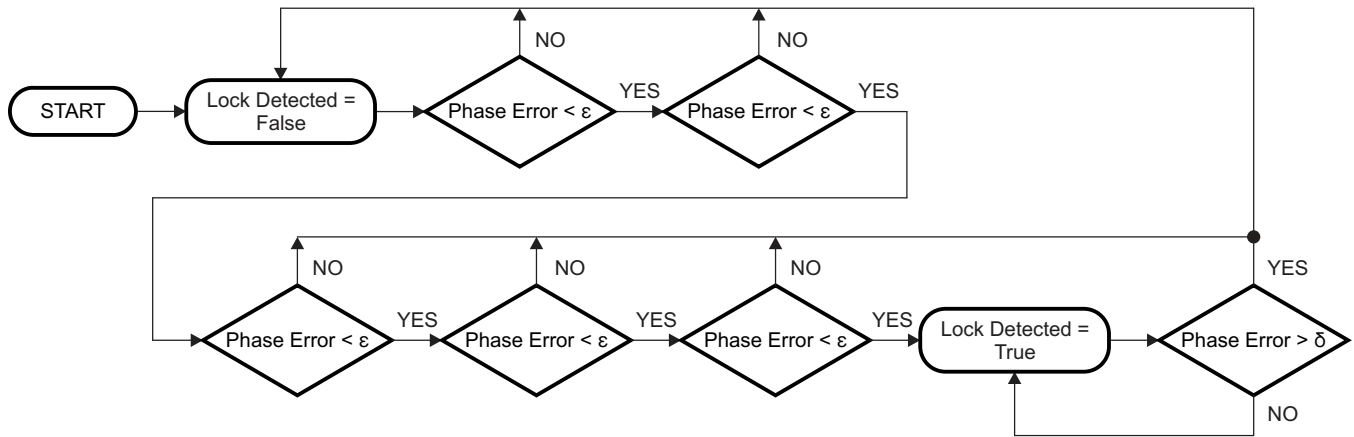 NO
NO
START
Lock Detected =
False
Phase Error < ε
YES
Phase Error < ε
YES
NO
NO
NO
YES
Phase Error < ε
YES
Phase Error < ε
YES
Phase Error < ε
YES
Lock Detected =
True
Phase Error > δ
NO